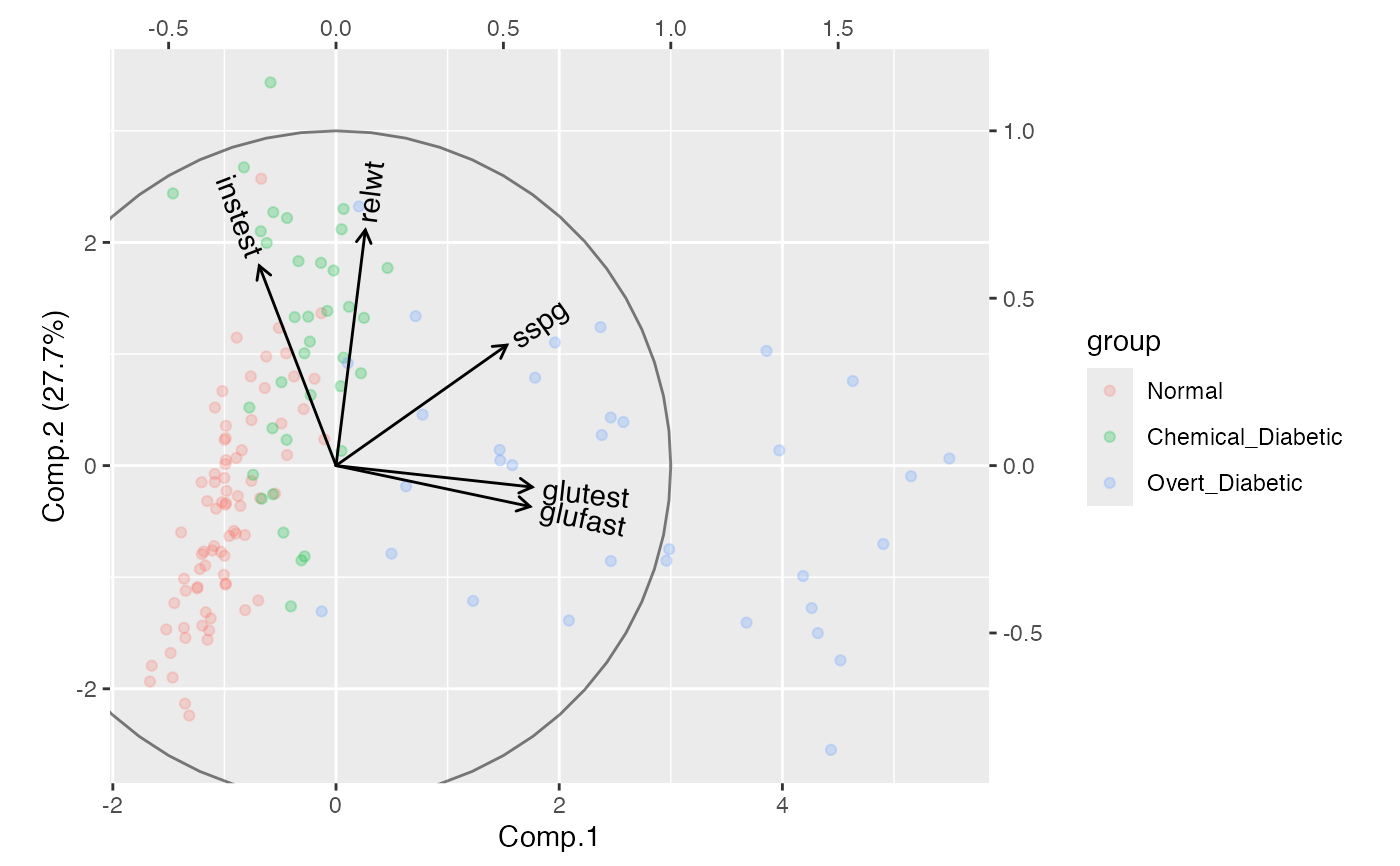 -0.5 0.0 0.5 1.0 1.5
instest
relwt
sspg
glutest
glufast
Comp.2 (27.7%)
2
0
-2
1.0
0.5
0.0
-0.5
-2 0 2 4
Comp.1
group
Normal
Chemical_Diabetic
Overt_Diabetic